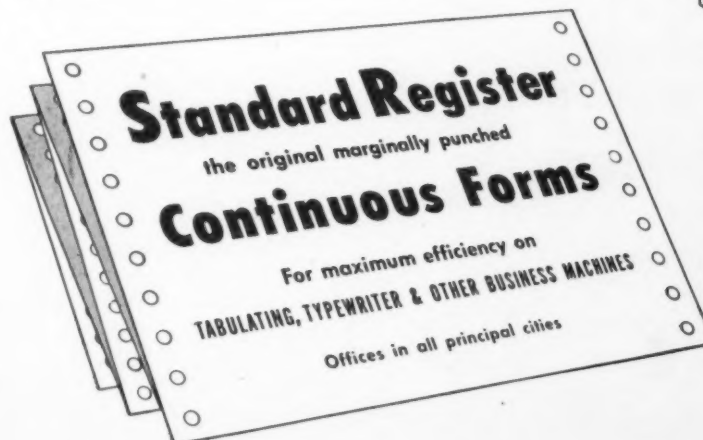 Standard Register
the original marginally punched
Continuous Forms
For maximum efficiency on
TABULATING, TYPEWRITER & OTHER BUSINESS MACHINES
Offices in all principal cities